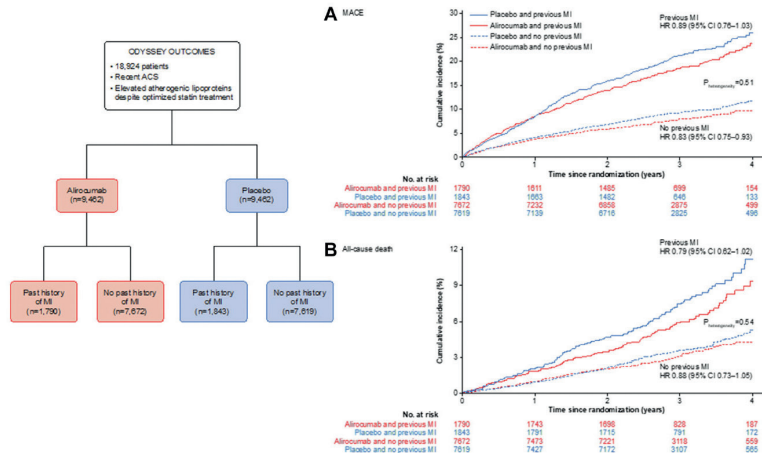 ODYSSEY OUTCOMES
• 18,924 patients
• Recent ACS
• Elevated atherogenic lipoproteins
despite optimized statin treatment
Alirocumab
(n=9,462)
Placebo
(n=9,462)
Past history
of MI
(n=1,790)
No past history
of MI
(n=7,672)
Past history
of MI
(n=1,843)
No past history
of MI
(n=7,619)
A MACE
Placebo and previous MI
Alirocumab and previous MI
Placebo and no previous MI
Alirocumab and no previous MI
Previous MI
HR 0.89 (95% CI 0.76–1.03)
P homogeneity=0.51
No previous MI
HR 0.83 (95% CI 0.75–0.93)
Cumulative incidence (%)
30
25
20
15
10
5
0
0 1 2 3 4
Time since randomization (years)
No. at risk
Alirocumab and previous MI 1790 1611 1485 699 154
Placebo and previous MI 1843 1663 1482 646 133
Alirocumab and no previous MI 7672 7232 6858 2875 499
Placebo and no previous MI 7619 7139 6716 2825 496
B All-cause death
Previous MI
HR 0.79 (95% CI 0.62–1.02)
P homogeneity=0.54
No previous MI
HR 0.88 (95% CI 0.73–1.05)
Cumulative incidence (%)
12
9
6
3
0
0 1 2 3 4
Time since randomization (years)
No. at risk
Alirocumab and previous MI 1790 1743 1698 828 187
Placebo and previous MI 1843 1791 1715 791 172
Alirocumab and no previous MI 7672 7473 7221 3118 559
Placebo and no previous MI 7619 7427 7172 3107 565